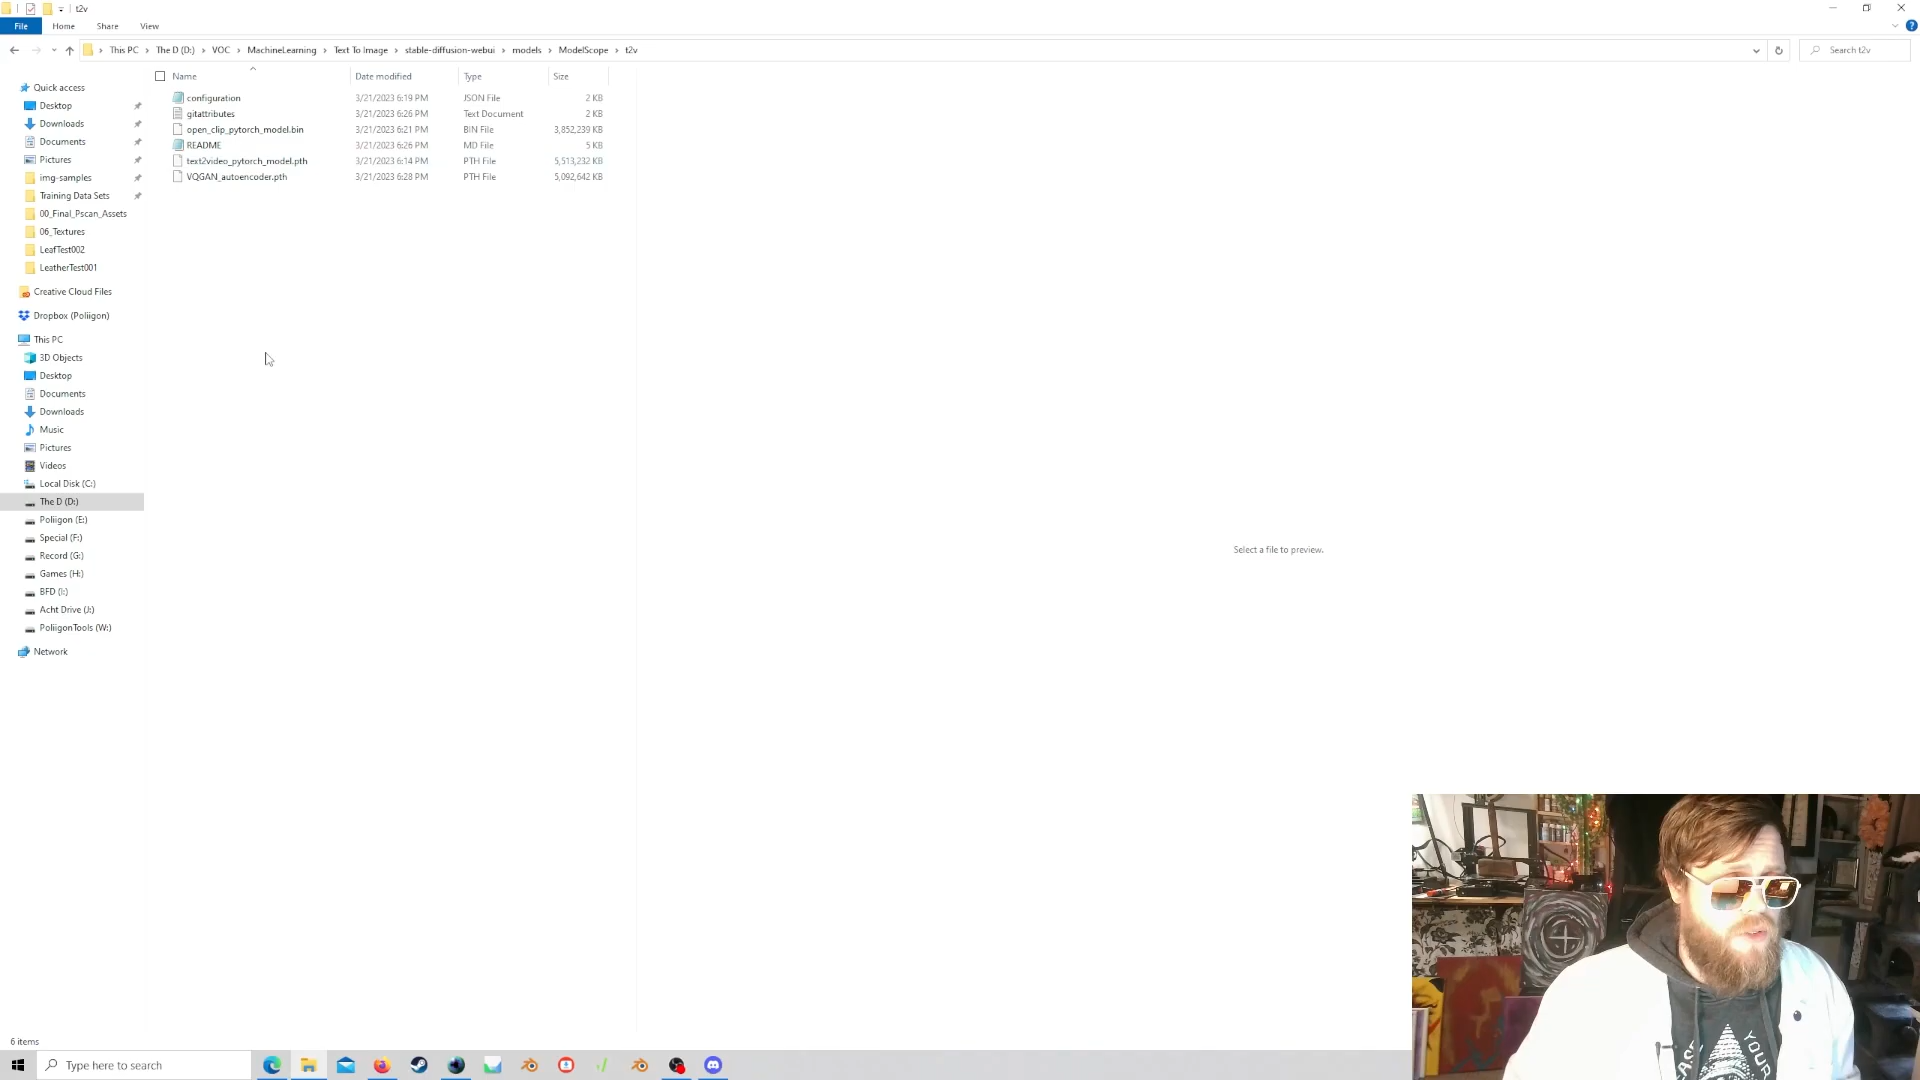 t2v
File Home Share View
This PC The D (D:) VOC MachineLearning Text To Image stable-diffusion-webui models ModelScope t2v Search t2v
Name Date modified Type Size
configuration 3/21/2023 6:19 PM JSON File 2 KB
gitattributes 3/21/2023 6:26 PM Text Document 2 KB
open_clip_pytorch_model.bin 3/21/2023 6:21 PM BIN File 3,852,239 KB
README 3/21/2023 6:26 PM MD File 5 KB
text2video_pytorch_model.pth 3/21/2023 6:14 PM PTH File 5,513,232 KB
VQGAN_autoencoder.pth 3/21/2023 6:28 PM PTH File 5,092,642 KB
Quick access
Desktop
Downloads
Documents
Pictures
img-samples
Training Data Sets
00_Final_Pscan_Assets
06_Textures
LeafTest002
LeatherTest001
Creative Cloud Files
Dropbox (Poliigon)
This PC
3D Objects
Desktop
Documents
Downloads
Music
Pictures
Videos
Local Disk (C:)
The D (D:)
Poliigon (E:)
Special (F:)
Record (G:)
Games (H:)
BFD (I:)
Acht Drive (J:)
PoliigonTools (W:)
Network
Select a file to preview.
6 items
Type here to search
YOUR